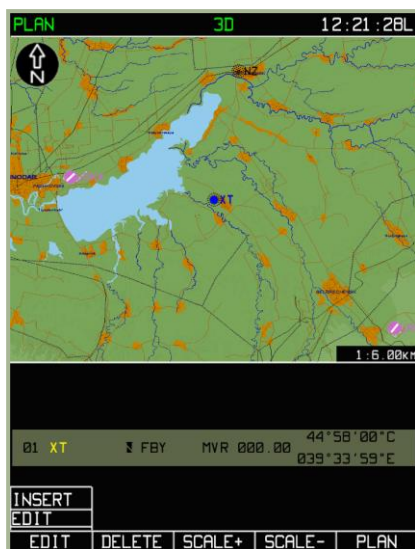 PLAN 3D 12:21:28L
N
NZ
XT
1:6.00км
01 XT FBY MVR 000.00 44°58'00"C
039°33'59"E
INSERT
EDIT
EDIT DELETE SCALE+ SCALE- PLAN